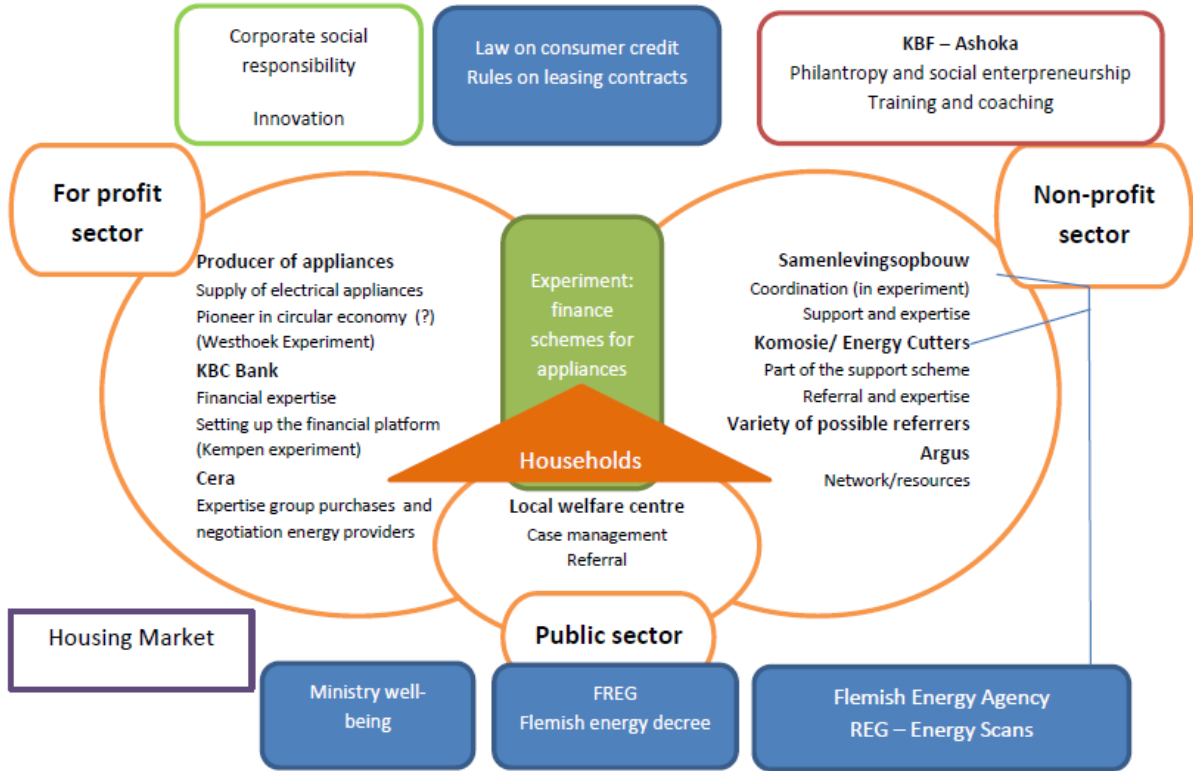 Corporate social
responsibility
Innovation
Law on consumer credit
Rules on leasing contracts
KBF – Ashoka
Philantropy and social enterpreneurship
Training and coaching
For profit
sector
Non-profit
sector
Producer of appliances
Supply of electrical appliances
Pioneer in circular economy (?)
(Westhoek Experiment)
KBC Bank
Financial expertise
Setting up the financial platform
(Kempen experiment)
Cera
Expertise group purchases and
negotiation energy providers
Experiment:
finance
schemes for
appliances
Households
Samenlevingsopbouw
Coordination (in experiment)
Support and expertise
Komosie/ Energy Cutters
Part of the support scheme
Referral and expertise
Variety of possible referrers
Argus
Network/resources
Local welfare centre
Case management
Referral
Public sector
Housing Market
Ministry well-
being
FREG
Flemish energy decree
Flemish Energy Agency
REG – Energy Scans